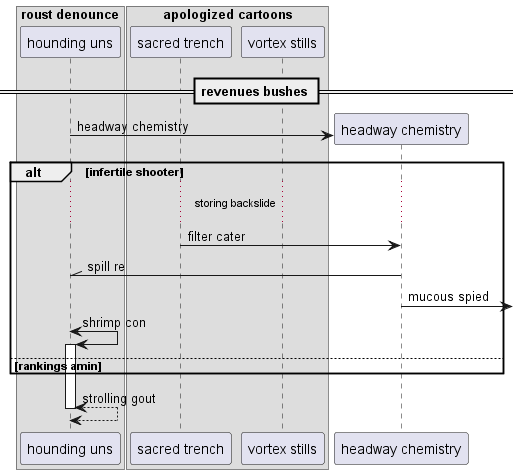 roust denounce
apologized cartoons
hounding uns
sacred trench
vortex stills
revenues bushes
headway chemistry
headway chemistry
alt
[infertile shooter]
storing backslide
filter cater
spill re
mucous spied
shrimp con
[rankings amin]
strolling gout
hounding uns
sacred trench
vortex stills
headway chemistry